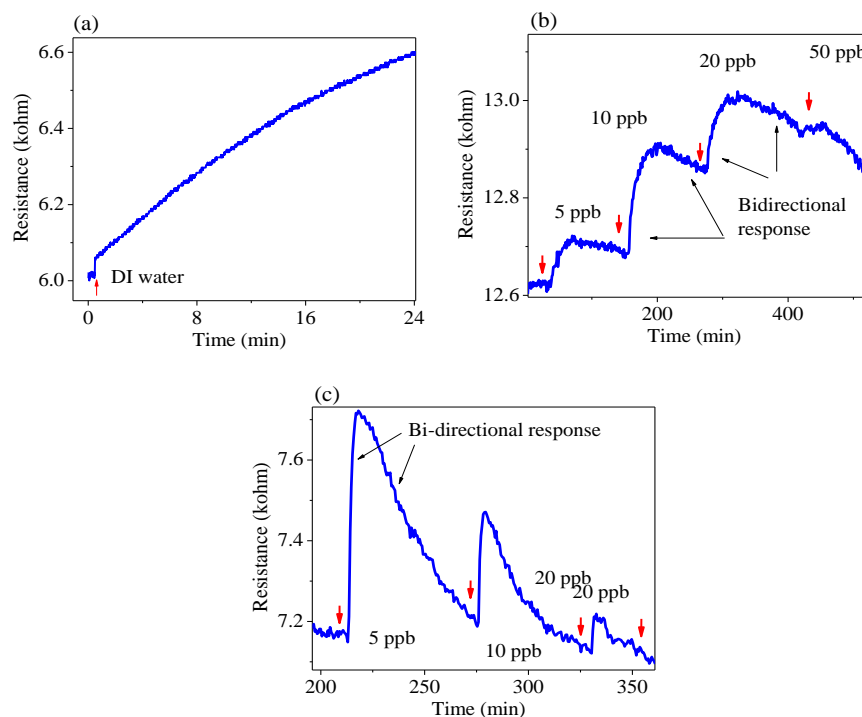 (a)
6.6
6.4
6.2
6.0
Resistance (kohm)
DI water
0
8
16
24
Time (min)
(b)
13.0
12.8
12.6
Resistance (kohm)
5 ppb
10 ppb
20 ppb
50 ppb
Bidirectional
response
200
400
Time (min)
(c)
7.6
7.4
7.2
Resistance (kohm)
Bi-directional response
5 ppb
10 ppb
20 ppb
20 ppb
200
250
300
350
Time (min)